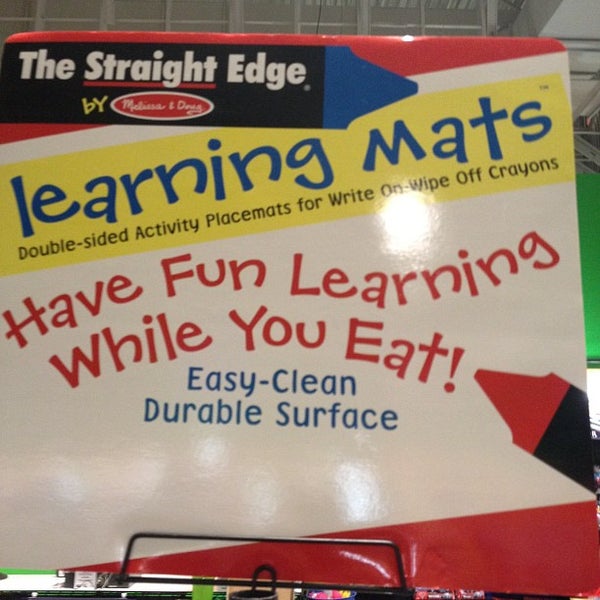 The Straight Edge®
by Melissa & Doug
learning Mats™
Double-sided Activity Placemats for Write On-Wipe Off Crayons
Have Fun Learning
While You Eat!
Easy-Clean
Durable Surface